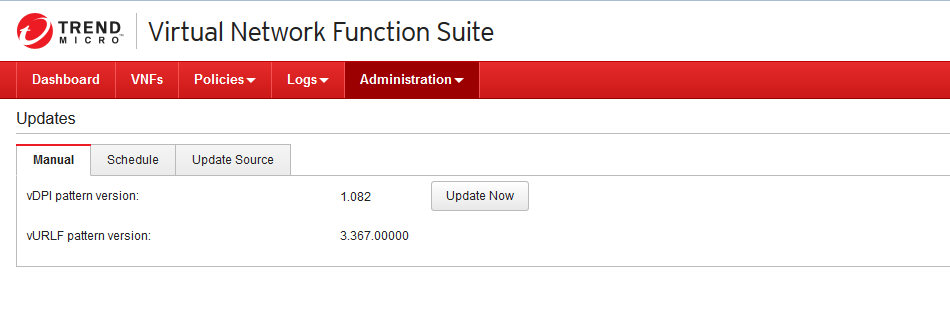 TREND MICRO™ Virtual Network Function Suite
Dashboard VNFs Policies Logs Administration
Updates
Manual Schedule Update Source
vDPI pattern version: 1.082 Update Now
vURLF pattern version: 3.367.00000